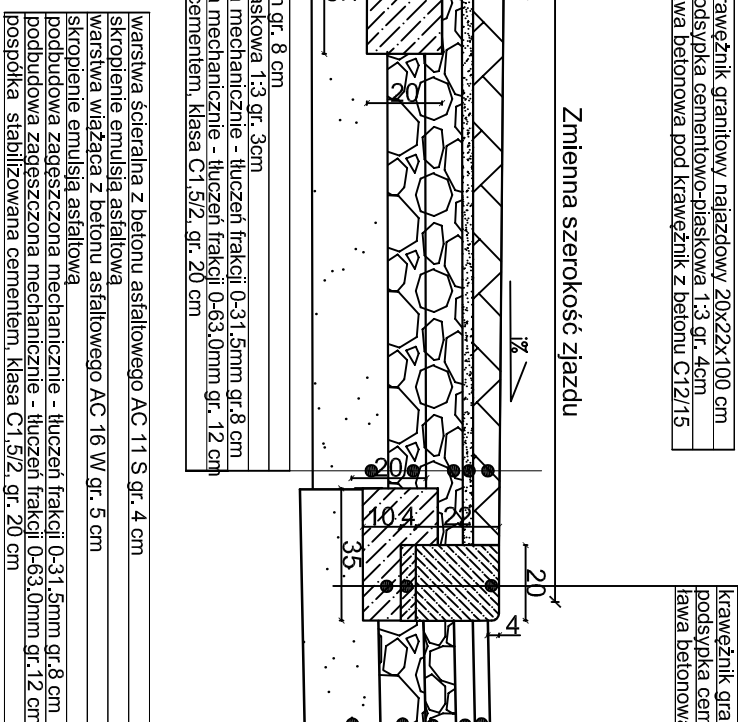 rawężnik granitowy najazdowy 20x22x100 cm
odsypka cementowo-piaskowa 1:3 gr. 4cm
wa betonowa pod krawężnik z betonu C12/15
krawężnik gra
podsypka cem
ława betonowa
Zmienna szerokość zjazdu
1%
20
4
22
4
10
20
35
20
gr. 8 cm
askowa 1:3 gr. 3cm
mechanicznie - tłuczeń frakcji 0-31.5mm gr.8 cm
mechanicznie - tłuczeń frakcji 0-63.0mm gr. 12 cm
cementem, klasa C1,5/2, gr. 20 cm
warstwa ścieralna z betonu asfaltowego AC 11 S gr. 4 cm
skropienie emulsją asfaltową
warstwa wiążąca z betonu asfaltowego AC 16 W gr. 5 cm
skropienie emulsją asfaltową
podbudowa zagęszczona mechanicznie - tłuczeń frakcji 0-31.5mm gr.8 cm
podbudowa zagęszczona mechanicznie - tłuczeń frakcji 0-63.0mm gr.12 cm
pospółka stabilizowana cementem, klasa C1,5/2, gr. 20 cm